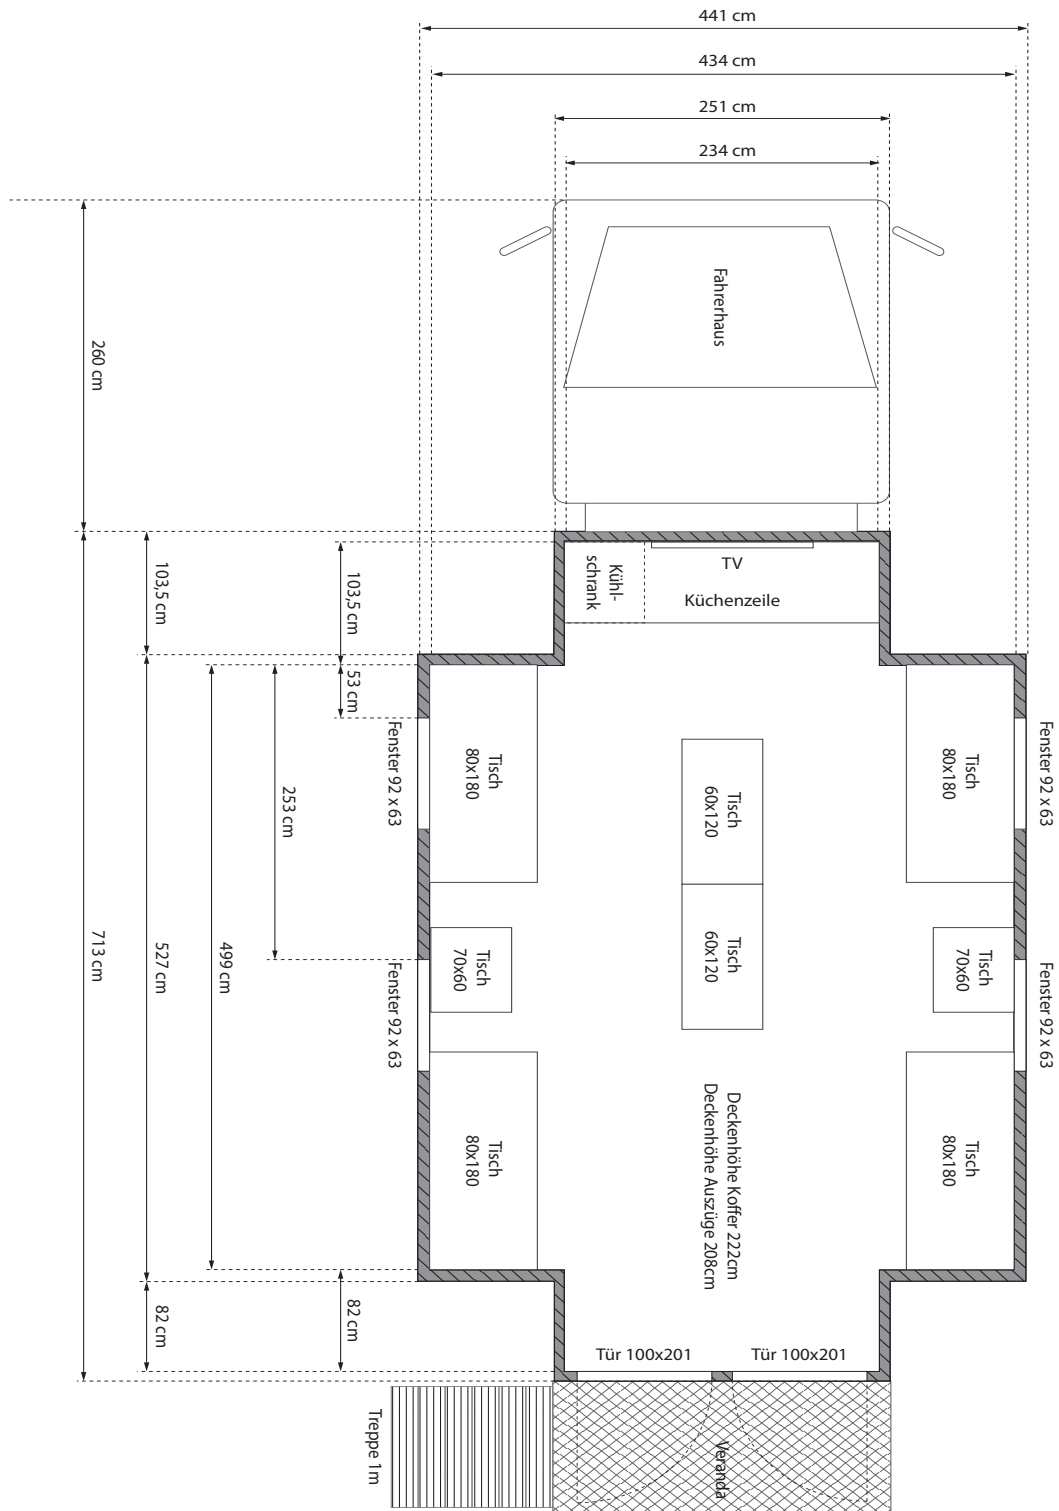 441 cm
434 cm
251 cm
234 cm
Fahrerhaus
260 cm
103,5 cm
103,5 cm
53 cm
Kühl-
schrank
TV
Küchenzeile
Fenster 92 x 63
Tisch
80x180
Tisch
60x120
Tisch
80x180
Fenster 92 x 63
253 cm
499 cm
527 cm
713 cm
Fenster 92 x 63
Tisch
70x60
Tisch
60x120
Tisch
70x60
Fenster 92 x 63
Tisch
80x180
Deckenhöhe Koffer 222cm
Deckenhöhe Auszüge 208cm
Tisch
80x180
82 cm
82 cm
Tür 100x201
Tür 100x201
Treppe 1m
Veranda